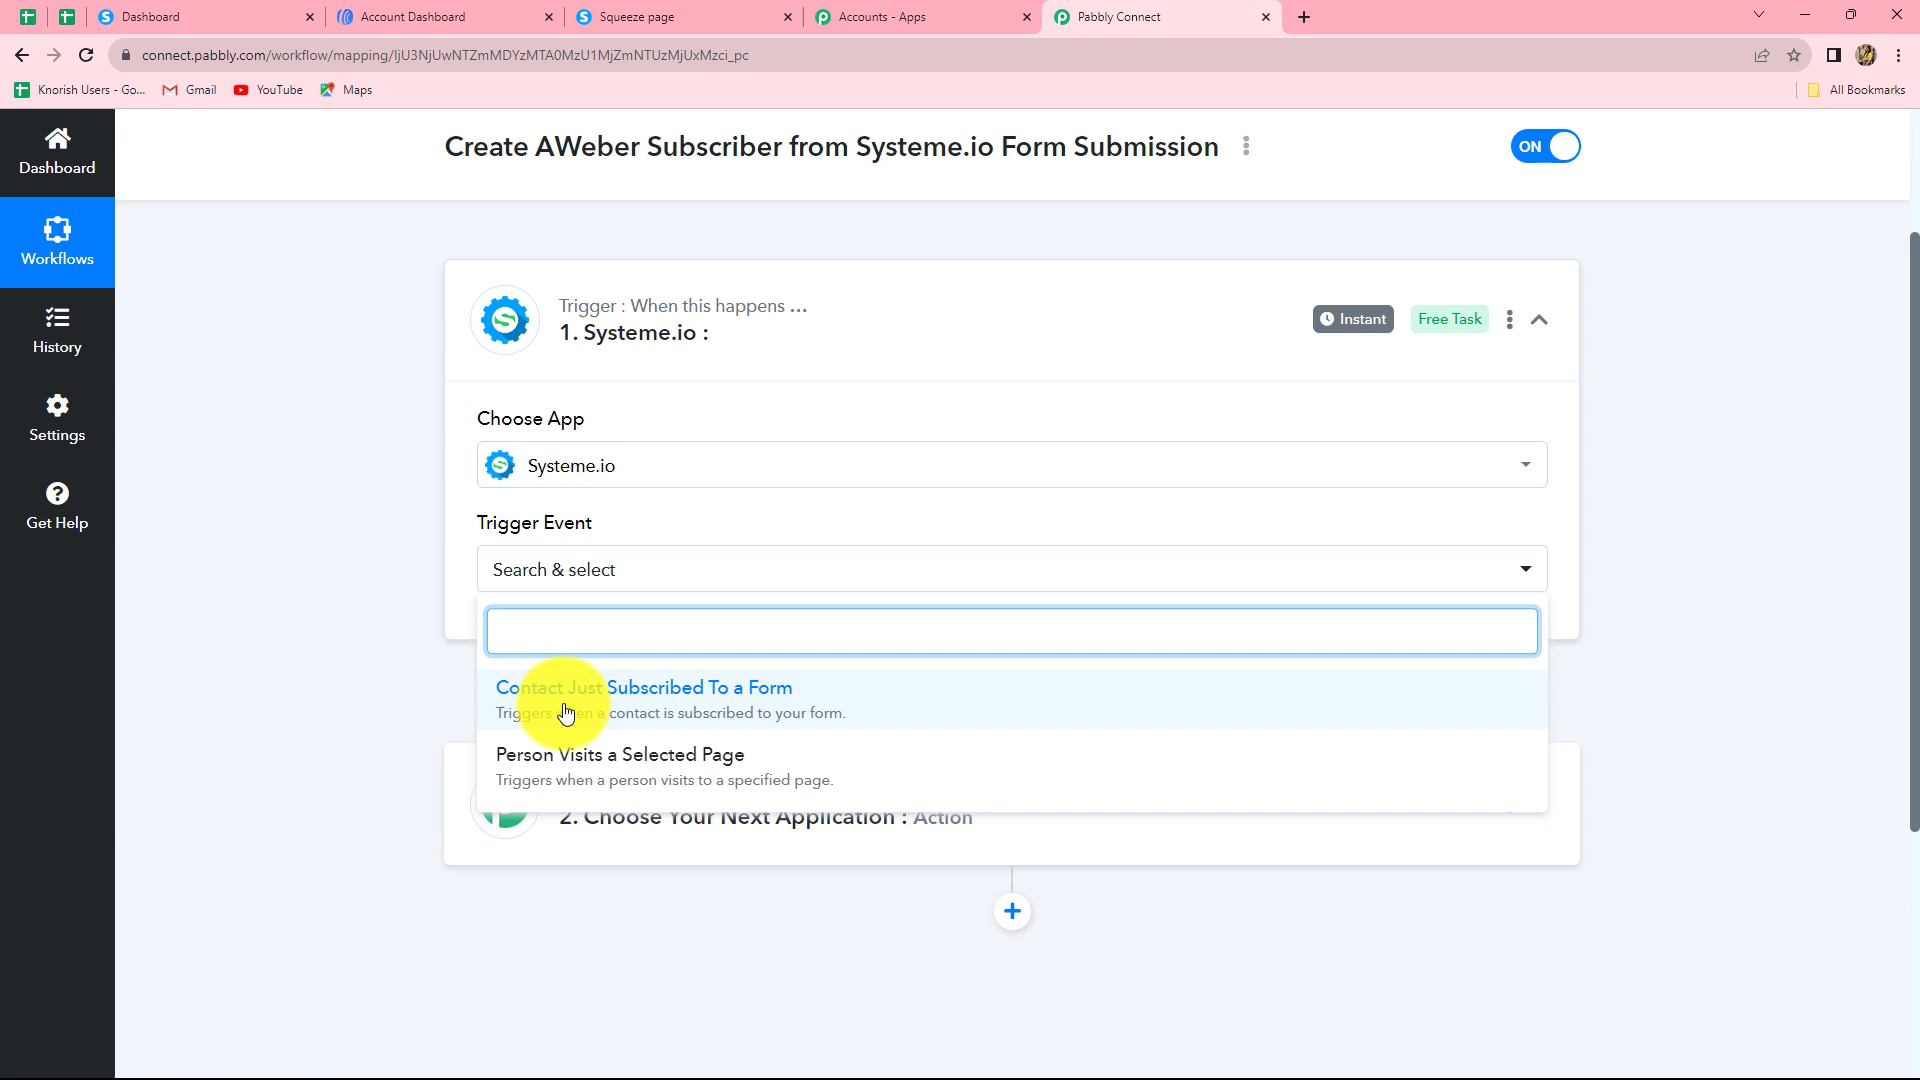 Dashboard
Account Dashboard
Squeeze page
Accounts - Apps
Pabbly Connect
connect.pabbly.com/workflow/mapping/IjU3NjUwNTZmMDYzMTA0MzU1MjZmNTUzMjUxMzci_pc
Knorish Users - Go...
Gmail
YouTube
Maps
All Bookmarks
Dashboard
Workflows
History
Settings
Get Help
Create AWeber Subscriber from Systeme.io Form Submission
ON
Trigger : When this happens ...
1. Systeme.io :
Instant
Free Task
Choose App
Systeme.io
Trigger Event
Search & select
Contact Just Subscribed To a Form
Triggers when a contact is subscribed to your form.
Person Visits a Selected Page
Triggers when a person visits to a specified page.
2. Choose Your Next Application : Action